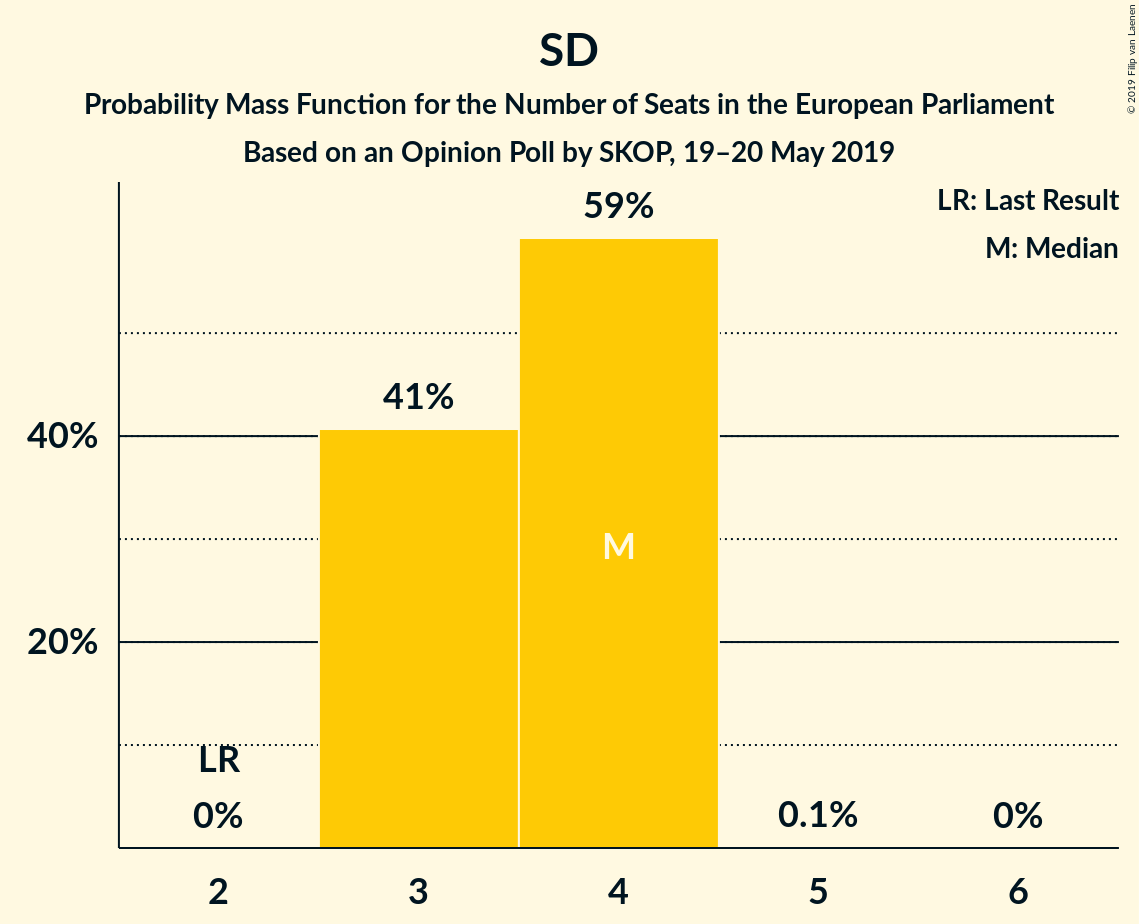 SD
Probability Mass Function for the Number of Seats in the European Parliament
Based on an Opinion Poll by SKOP, 19–20 May 2019
© 2019 Filip van Laenen
LR: Last Result
M: Median
59%
41%
40%
M
20%
LR
0%
0.1%
0%
2
3
4
5
6